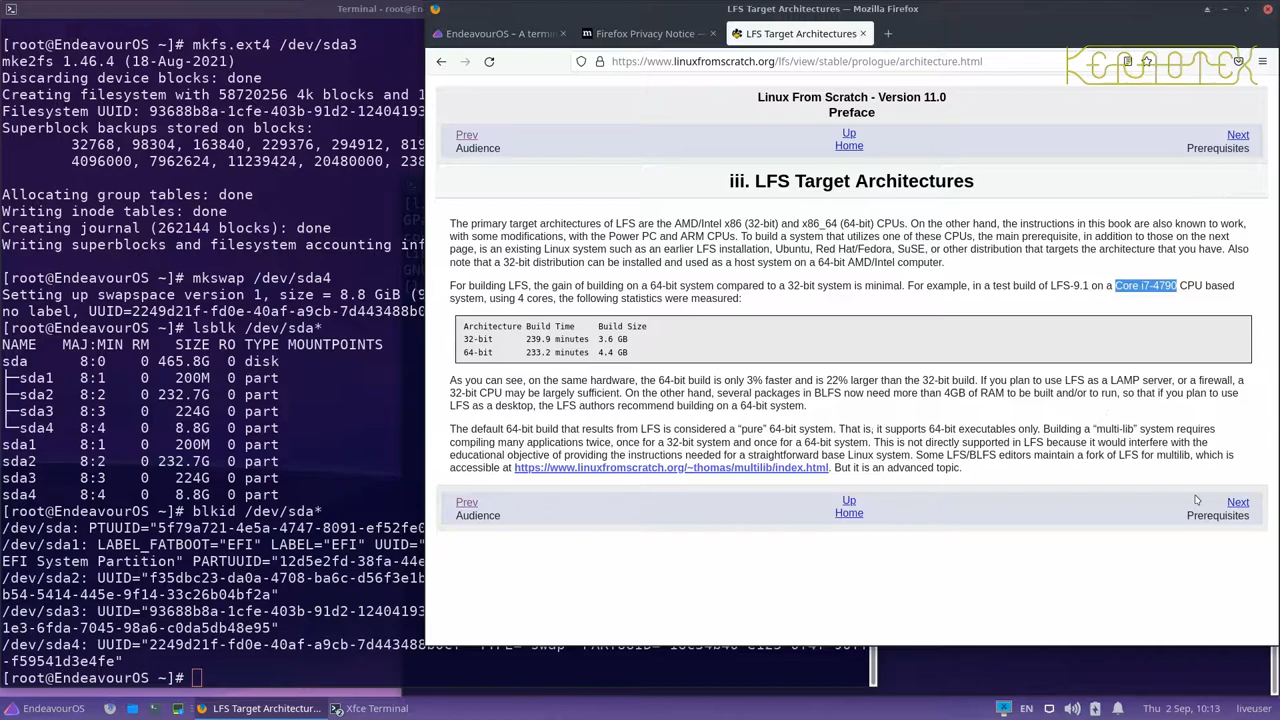 Terminal - root@E
[root@EndeavourOS ~]# mkfs.ext4 /dev/sda3
mke2fs 1.46.4 (18-Aug-2021)
Discarding device blocks: done
Creating filesystem with 58720256 4k blocks and 1
Filesystem UUID: 93688b8a-1cfe-403b-91d2-12404193
Superblock backups stored on blocks:
32768, 98304, 163840, 229376, 294912, 819
4096000, 7962624, 11239424, 20480000, 238
Allocating group tables: done
Writing inode tables: done
Creating journal (262144 blocks): done
Writing superblocks and filesystem accounting inf
[root@EndeavourOS ~]# mkswap /dev/sda4
Setting up swapspace version 1, size = 8.8 GiB (9
no label, UUID=2249d21f-fd0e-40af-a9cb-7d443468
[root@EndeavourOS ~]# lsblk /dev/sda*
NAME MAJ:MIN RM SIZE RO TYPE MOUNTPOINTS
sda 8:0 0 465.8G 0 disk
├─sda1 8:1 0 200M 0 part
├─sda2 8:2 0 232.7G 0 part
├─sda3 8:3 0 224G 0 part
└─sda4 8:4 0 8.8G 0 part
sda1 8:1 0 200M 0 part
sda2 8:2 0 232.7G 0 part
sda3 8:3 0 224G 0 part
sda4 8:4 0 8.8G 0 part
[root@EndeavourOS ~]# blkid /dev/sda*
/dev/sda: PTUUID="5f79a721-4e5a-4747-8091-ef52fe0
/dev/sda1: LABEL_FATBOOT="EFI" LABEL="EFI" UUID="
EFI System Partition" PARTUUID="12d5e2fd-38fa-44e
/dev/sda2: UUID="f35dbc23-da0a-4708-ba6c-d56f3e1b
b54-5414-445e-9f14-33c26b04bf2a"
/dev/sda3: UUID="93688b8a-1cfe-403b-91d2-12404193
1e3-6fda-7045-98a6-c0da5db48e95"
/dev/sda4: UUID="2249d21f-fd0e-40af-a9cb-7d443468
-f59541d3e4fe"
[root@EndeavourOS ~]#
LFS Target Architectures — Mozilla Firefox
EndeavourOS – A termi
Firefox Privacy Notice —
LFS Target Architectures
https://www.linuxfromscratch.org/lfs/view/stable/prologue/architecture.html
Linux From Scratch - Version 11.0
Preface
Prev Up Next
Audience Home Prerequisites
iii. LFS Target Architectures
The primary target architectures of LFS are the AMD/Intel x86 (32-bit) and x86_64 (64-bit) CPUs. On the other hand, the instructions in this book are also known to work,
with some modifications, with the Power PC and ARM CPUs. To build a system that utilizes one of these CPUs, the main prerequisite, in addition to those on the next
page, is an existing Linux system such as an earlier LFS installation, Ubuntu, Red Hat/Fedora, SuSE, or other distribution that targets the architecture that you have. Also
note that a 32-bit distribution can be installed and used as a host system on a 64-bit AMD/Intel computer.
For building LFS, the gain of building on a 64-bit system compared to a 32-bit system is minimal. For example, in a test build of LFS-9.1 on a Core i7-4790 CPU based
system, using 4 cores, the following statistics were measured:
Architecture Build Time Build Size
32-bit 239.9 minutes 3.6 GB
64-bit 233.2 minutes 4.4 GB
As you can see, on the same hardware, the 64-bit build is only 3% faster and is 22% larger than the 32-bit build. If you plan to use LFS as a LAMP server, or a firewall, a
32-bit CPU may be largely sufficient. On the other hand, several packages in BLFS now need more than 4GB of RAM to be built and/or to run, so that if you plan to use
LFS as a desktop, the LFS authors recommend building on a 64-bit system.
The default 64-bit build that results from LFS is considered a “pure” 64-bit system. That is, it supports 64-bit executables only. Building a “multi-lib” system requires
compiling many applications twice, once for a 32-bit system and once for a 64-bit system. This is not directly supported in LFS because it would interfere with the
educational objective of providing the instructions needed for a straightforward base Linux system. Some LFS/BLFS editors maintain a fork of LFS for multilib, which is
accessible at https://www.linuxfromscratch.org/~thomas/multilib/index.html. But it is an advanced topic.
Prev Up Next
Audience Home Prerequisites
EndeavourOS
LFS Target Architectur...
Xfce Terminal
EN
Thu 2 Sep, 10:13
liveuser